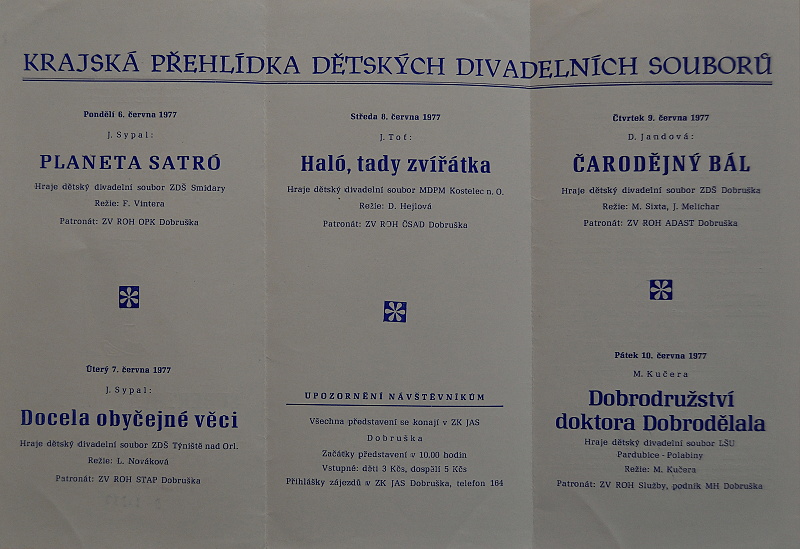 KRAJSKÁ PŘEHLÍDKA DĚTSKÝCH DIVADELNÍCH SOUBORŮ
Pondělí 6. června 1977
J. Sypal:
PLANETA SATRÓ
Hraje dětský divadelní soubor ZDŠ Smidary
Režie: F. Vintera
Patronát: ZV ROH OPK Dobruška
Úterý 7. června 1977
J. Sypal:
Docela obyčejné věci
Hraje dětský divadelní soubor ZDŠ Týniště nad Orl.
Režie: L. Nováková
Patronát: ZV ROH STAP Dobruška
Středa 8. června 1977
J. Toť:
Haló, tady zvířátka
Hraje dětský divadelní soubor MDPM Kostelec n. O.
Režie: D. Hejlová
Patronát: ZV ROH ČSAD Dobruška
UPOZORNĚNÍ NÁVŠTĚVNÍKŮM
Všechna představení se konají v ZK JAS
Dobruška
Začátky představení v 10.00 hodin
Vstupné: děti 3 Kčs, dospělí 5 Kčs
Přihlášky zájezdů v ZK JAS Dobruška, telefon 164
Čtvrtek 9. června 1977
D. Jandová:
ČARODĚJNÝ BÁL
Hraje dětský divadelní soubor ZDŠ Dobruška
Režie: M. Sixta, J. Melichar
Patronát: ZV ROH ADAST Dobruška
Pátek 10. června 1977
M. Kučera
Dobrodružství
doktora Dobrodělala
Hraje dětský divadelní soubor LŠU
Pardubice - Polabiny
Režie: M. Kučera
Patronát: ZV ROH Služby, podnik MH Dobruška